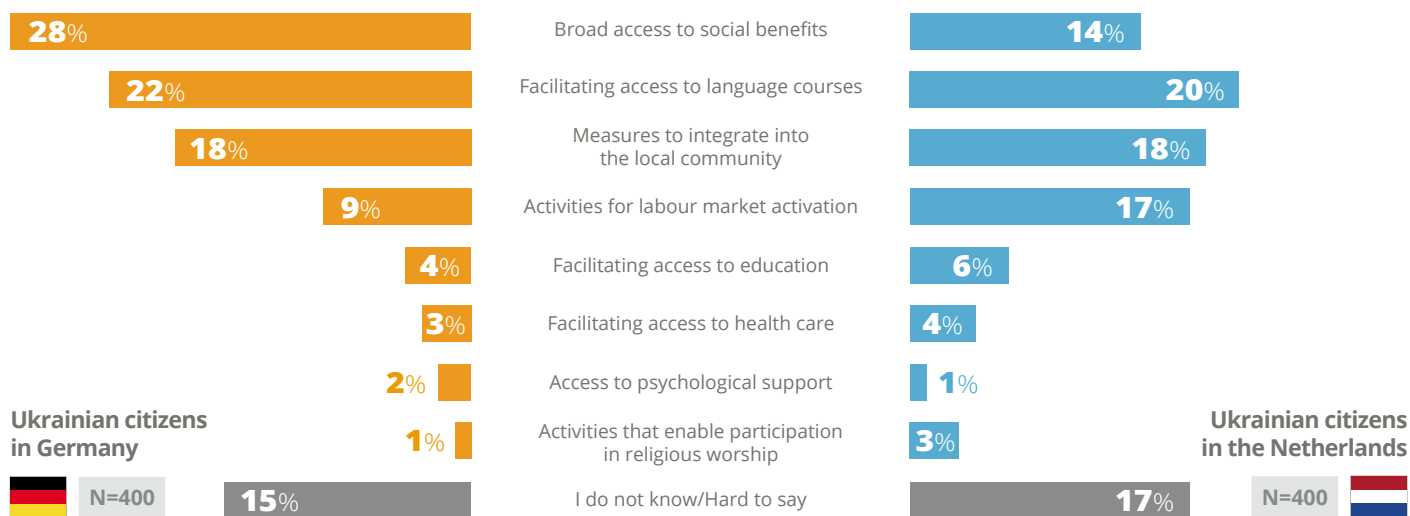 28% Broad access to social benefits 14%
22% Facilitating access to language courses 20%
18% Measures to integrate into
the local community 18%
9% Activities for labour market activation 17%
4% Facilitating access to education 6%
3% Facilitating access to health care 4%
2% Access to psychological support 1%
1% Activities that enable participation
in religious worship 3%
15% I do not know/Hard to say 17%
Ukrainian citizens
in Germany
N=400
Ukrainian citizens
in the Netherlands
N=400